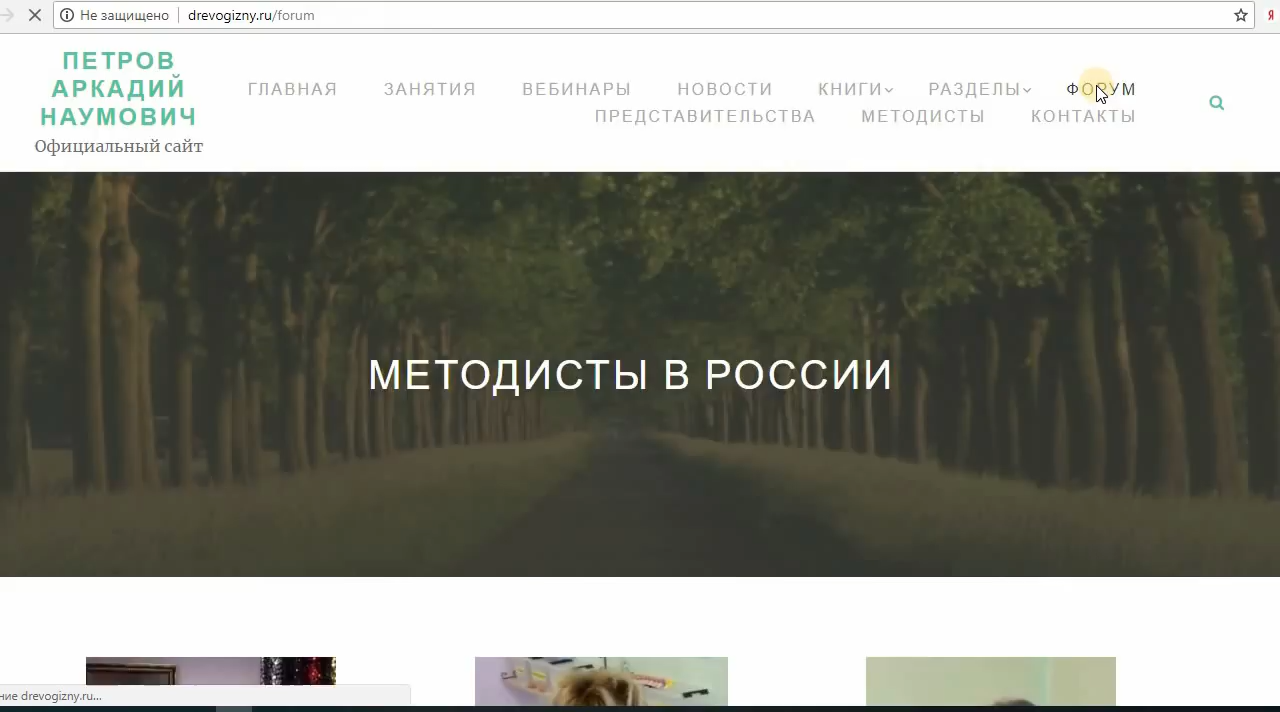 Не защищено drevogizny.ru/forum
Я
ПЕТРОВ
АРКАДИЙ
НАУМОВИЧ
Официальный сайт
ГЛАВНАЯ ЗАНЯТИЯ ВЕБИНАРЫ НОВОСТИ КНИГИ РАЗДЕЛЫ ФОРУМ
ПРЕДСТАВИТЕЛЬСТВА МЕТОДИСТЫ КОНТАКТЫ
МЕТОДИСТЫ В РОССИИ
ние drevogizny.ru...